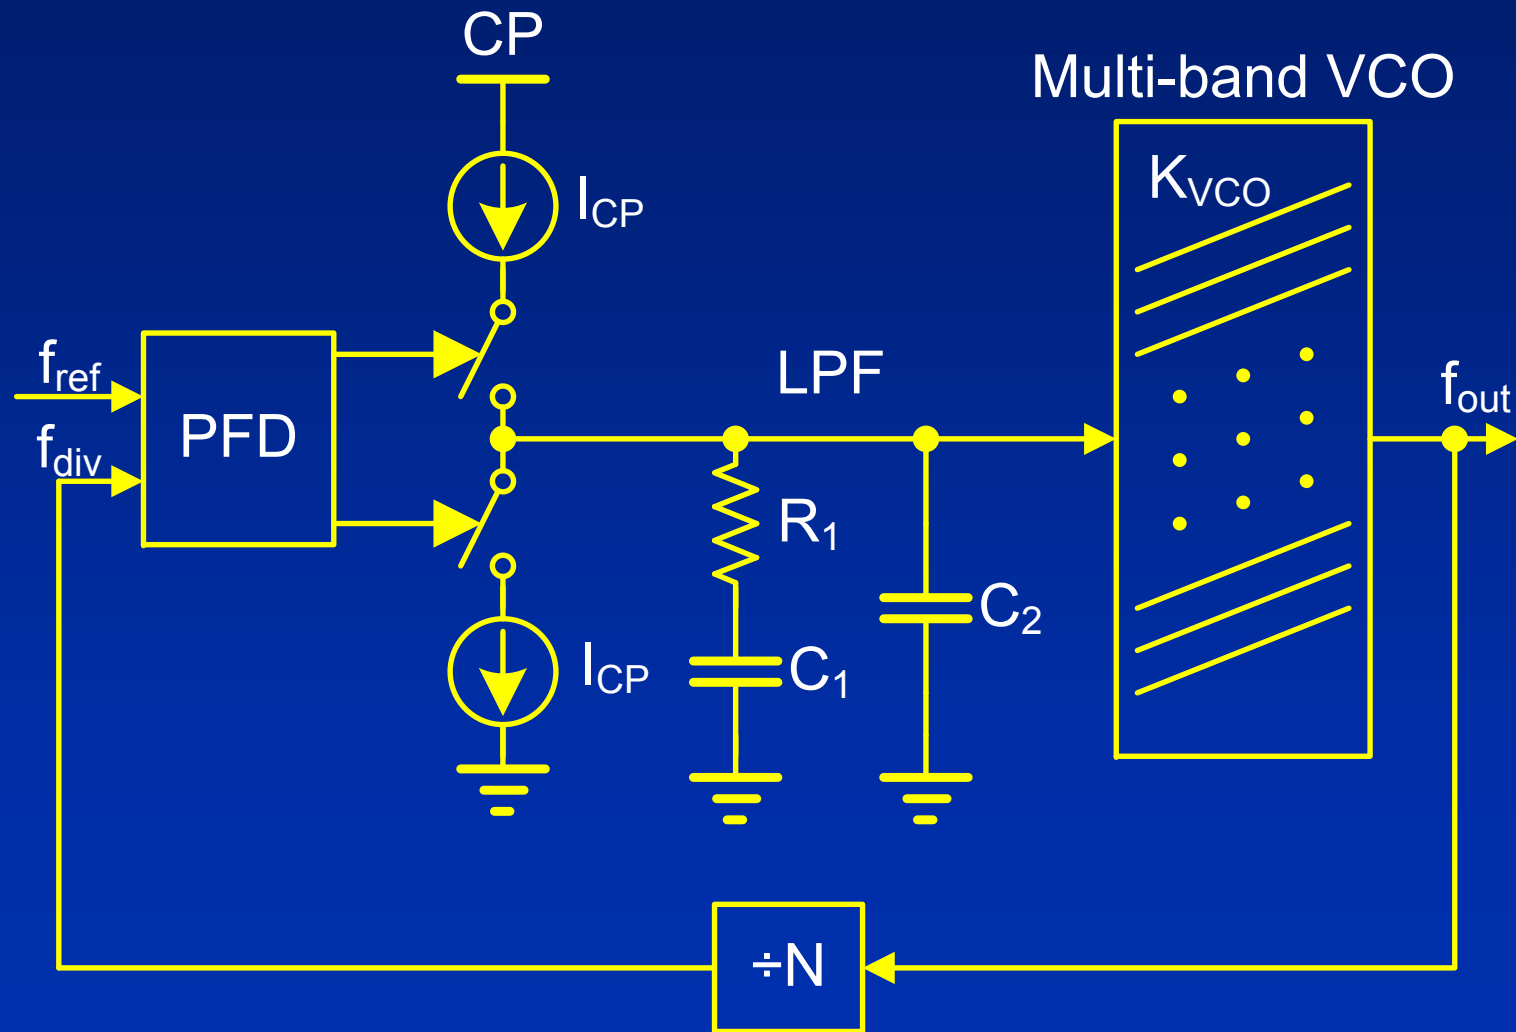 CP
Multi-band VCO
I_CP
K_VCO
f_ref
f_div
PFD
LPF
f_out
R_1
C_1
C_2
I_CP
÷N